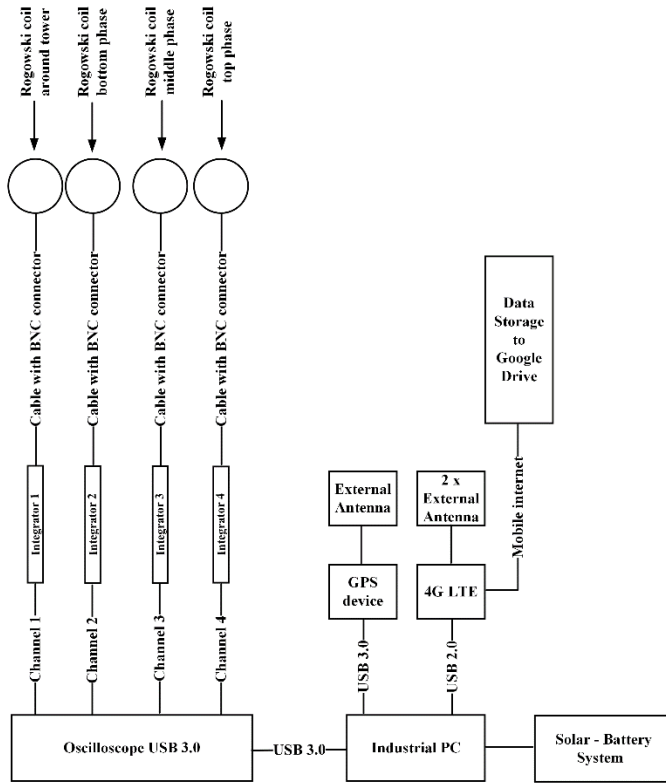 Rogowski coil
around tower
Rogowski coil
bottom phase
Rogowski coil
middle phase
Rogowski coil
top phase
Cable with BNC connector
Cable with BNC connector
Cable with BNC connector
Cable with BNC connector
Data
Storage
to
Google
Drive
Mobile internet
Integrator 1
Integrator 2
Integrator 3
Integrator 4
External
Antenna
2 x
External
Antenna
GPS
device
4G LTE
Channel 1
Channel 2
Channel 3
Channel 4
USB 3.0
USB 2.0
Oscilloscope USB 3.0
USB 3.0
Industrial PC
Solar - Battery
System